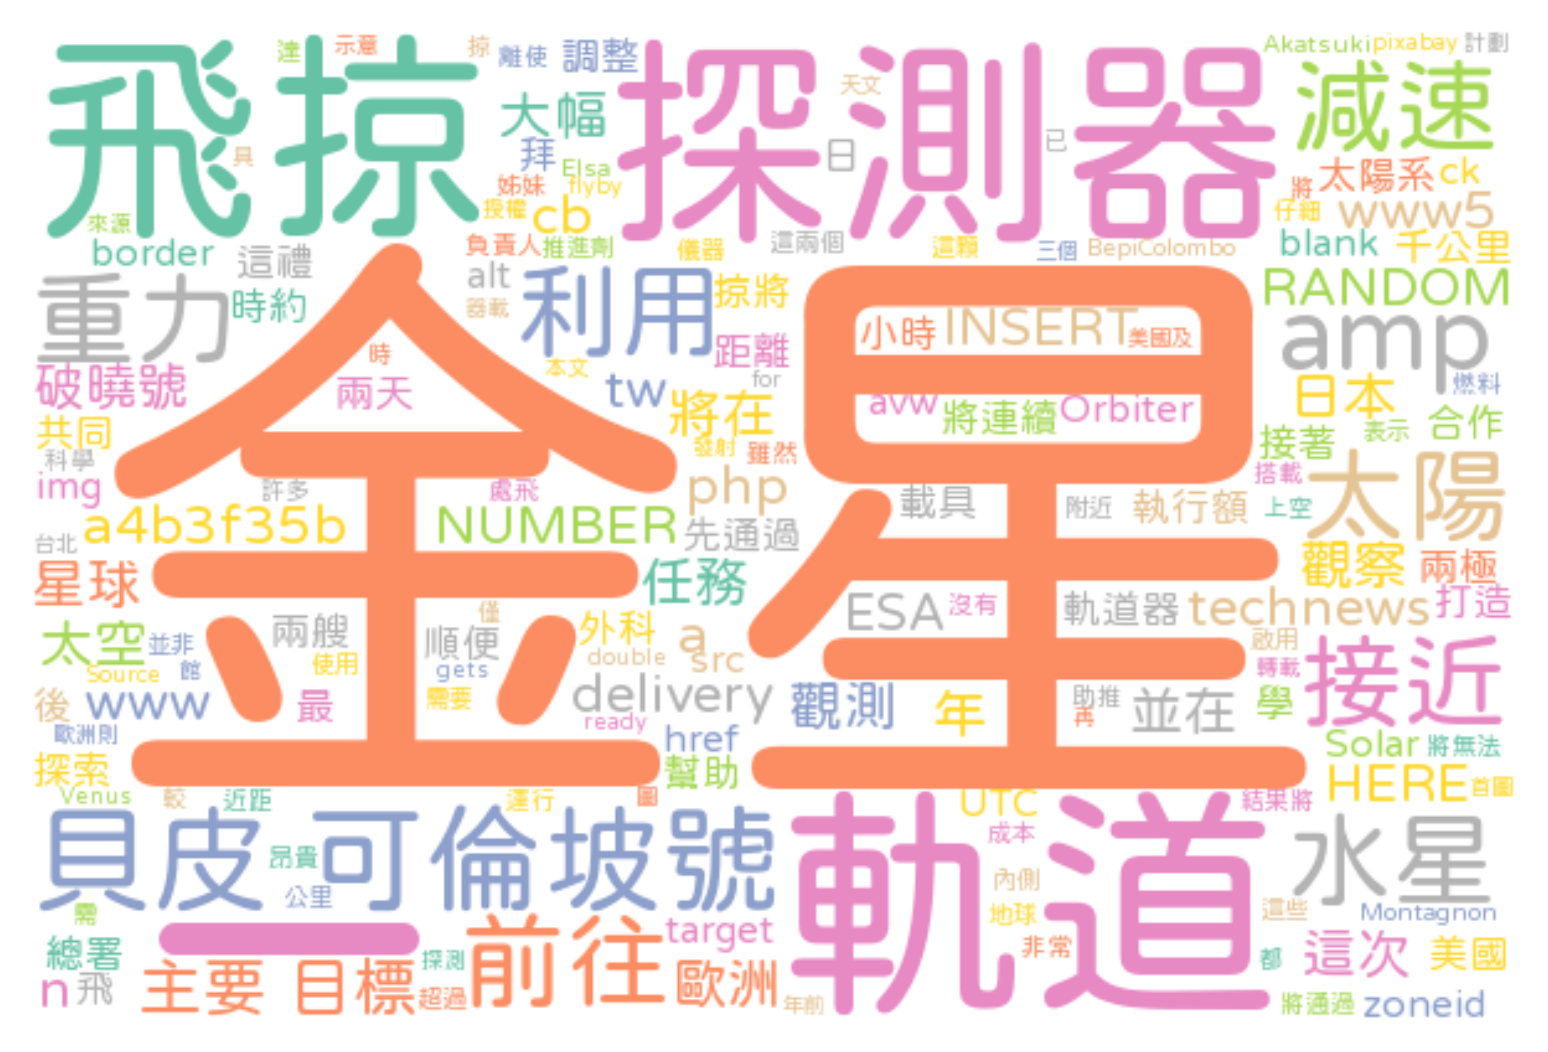 飛掠
達
示意
掠
離使
調整
探測器
天文
Akatsuki
pixabay
計劃
減速
大幅
拜
Elsa
flyby
姊妹
授權
cb
日
已
具
將
太陽系
ck
仔細
www5
來源
border
這禮
負責人
推進劑
儀器
這兩個
這顆
三個
BepiColombo
blank
千公里
重力
時約
alt
器載
利用
掠將
RANDOM
小時
INSERT
美國及
amp
金星
時
兩天
破曉號
本文
距離
for
tw
將在
avw
將連續
Orbiter
日本
燃料
共同
科學
發射
雖然
接著
表示
合作
img
許多
處飛
php
載具
附近
執行額
搭載
上空
太陽
a4b3f35b
NUMBER
先通過
台北
星球
任務
觀察
兩極
兩艘
僅
順便
外科
a
ESA
沒有
軌道器
technews
打造
太空
並非
館
Source
使用
gets
double
src
啟用
轉載
接近
後
www
最
需要
delivery
ready
觀測
年
助推
再
並在
學
歐洲則
href
Solar
將無法
探索
幫助
HERE
首圖
Venus
較
近距
運行
圖
UTC
結果將
貝皮可倫坡號
昂貴
公里
軌道
成本
內側
地球
非常
水星
這些
Montagnon
需
一
總署
n
飛
主要
目標
探測
超過
前往
target
歐洲
年前
都
這次
美國
將通過
zoneid